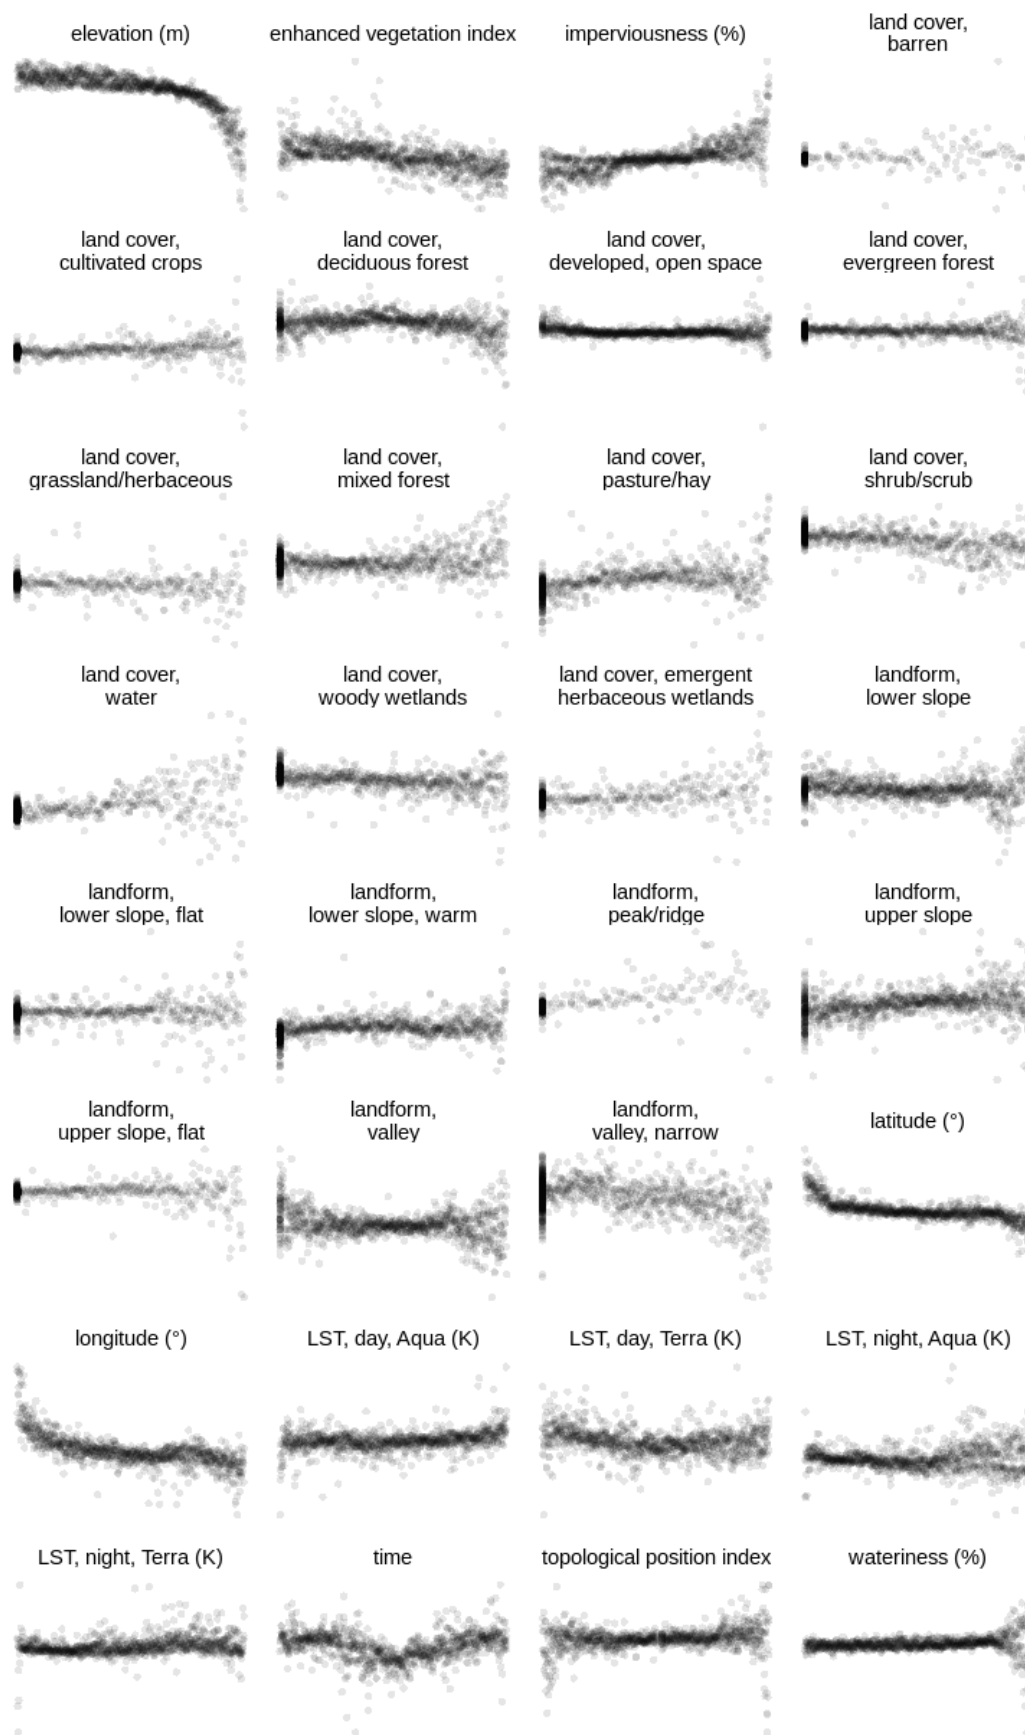 elevation (m)
enhanced vegetation index
imperviousness (%)
land cover,
barren
land cover,
cultivated crops
land cover,
deciduous forest
land cover,
developed, open space
land cover,
evergreen forest
land cover,
grassland/herbaceous
land cover,
mixed forest
land cover,
pasture/hay
land cover,
shrub/scrub
land cover,
water
land cover,
woody wetlands
land cover, emergent
herbaceous wetlands
landform,
lower slope
landform,
lower slope, flat
landform,
lower slope, warm
landform,
peak/ridge
landform,
upper slope
landform,
upper slope, flat
landform,
valley
landform,
valley, narrow
latitude (°)
longitude (°)
LST, day, Aqua (K)
LST, day, Terra (K)
LST, night, Aqua (K)
LST, night, Terra (K)
time
topological position index
wateriness (%)